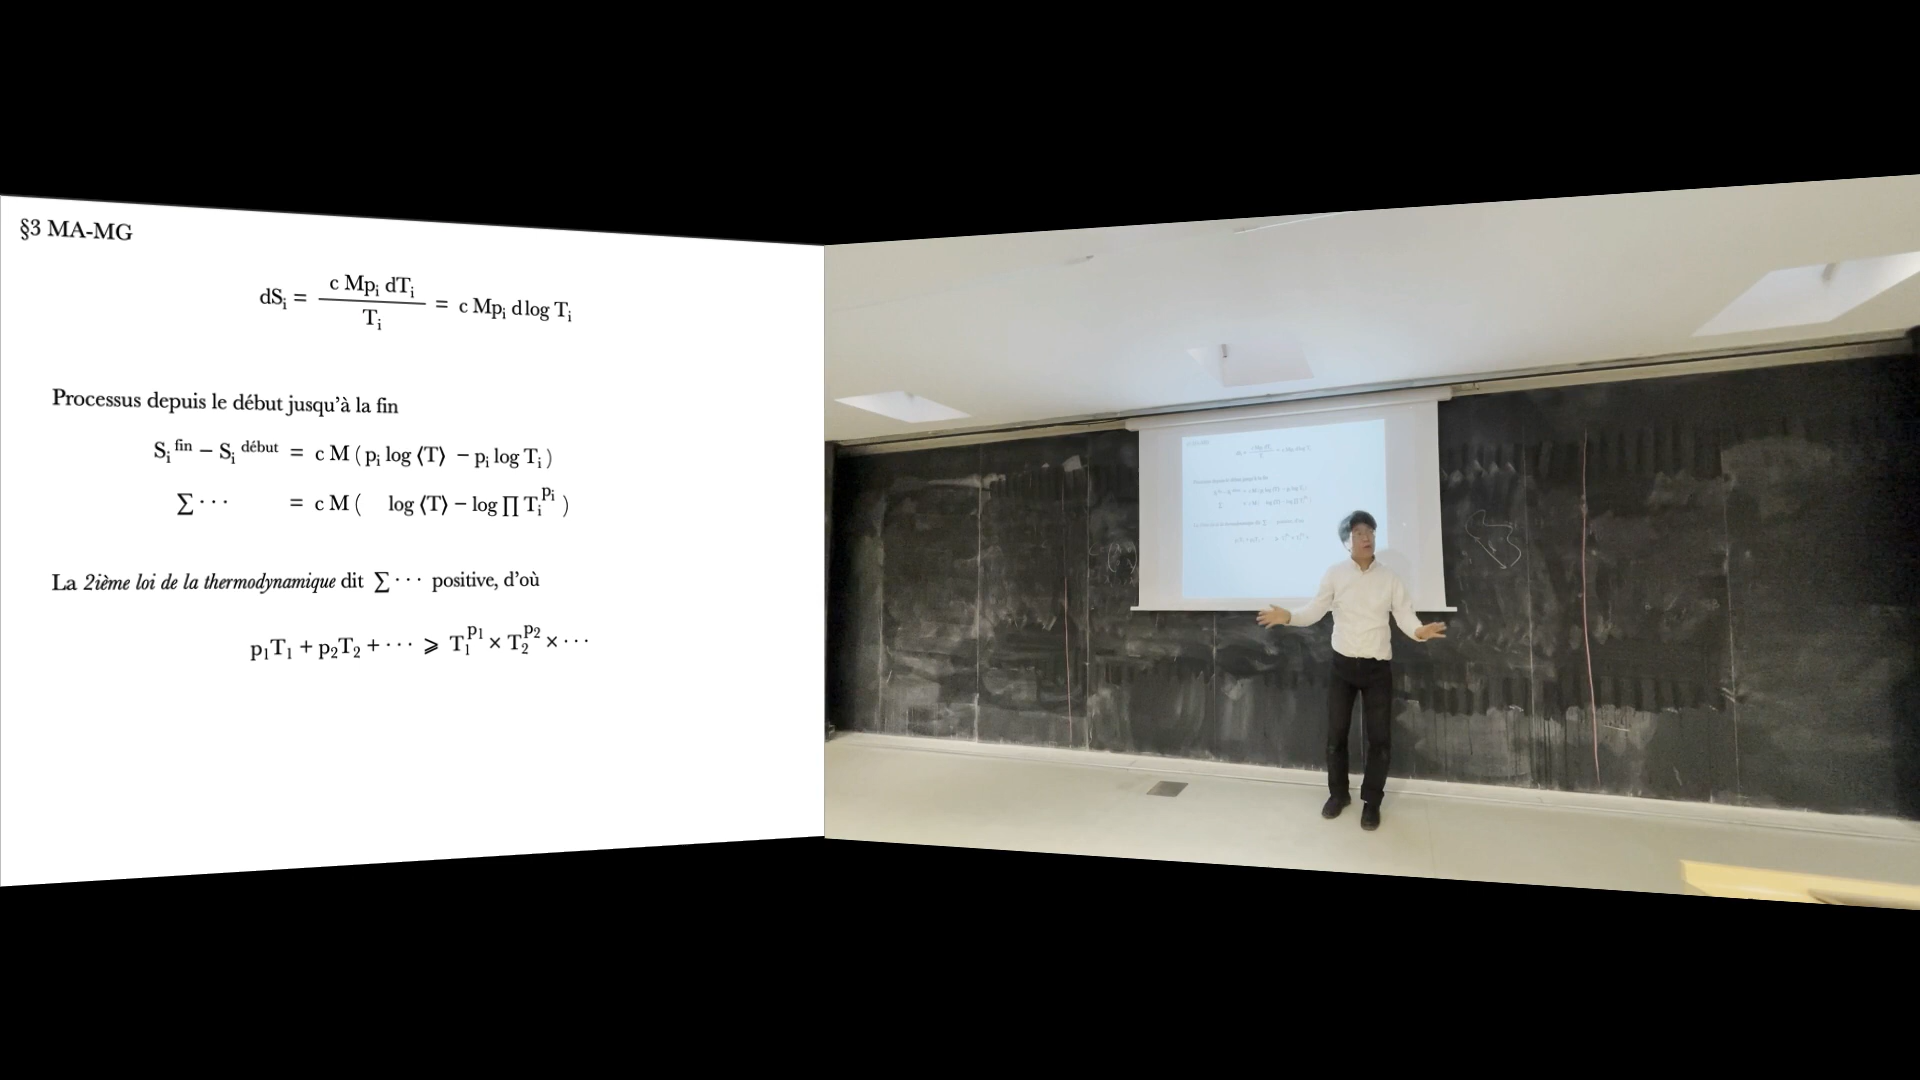 §3 MA-MG
dSᵢ = c Mpᵢ dTᵢ / Tᵢ = c Mpᵢ d log Tᵢ
Processus depuis le début jusqu'à la fin
Sᵢ fin − Sᵢ début = c M ( pᵢ log ⟨T⟩ − pᵢ log Tᵢ )
∑ ··· = c M ( log ⟨T⟩ − log ∏ Tᵢ^pᵢ )
La 2ième loi de la thermodynamique dit ∑ ··· positive, d'où
p₁T₁ + p₂T₂ + ··· ⩾ T₁^p₁ × T₂^p₂ × ···